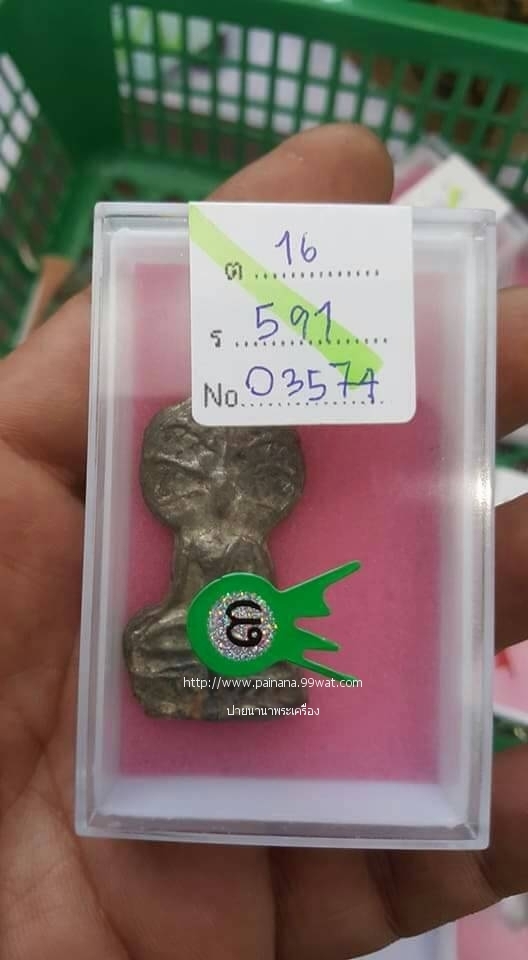 ต 16
ร 591
No. 03574
http://www.painana.99wat.com
ปายนานาพระเครื่อง